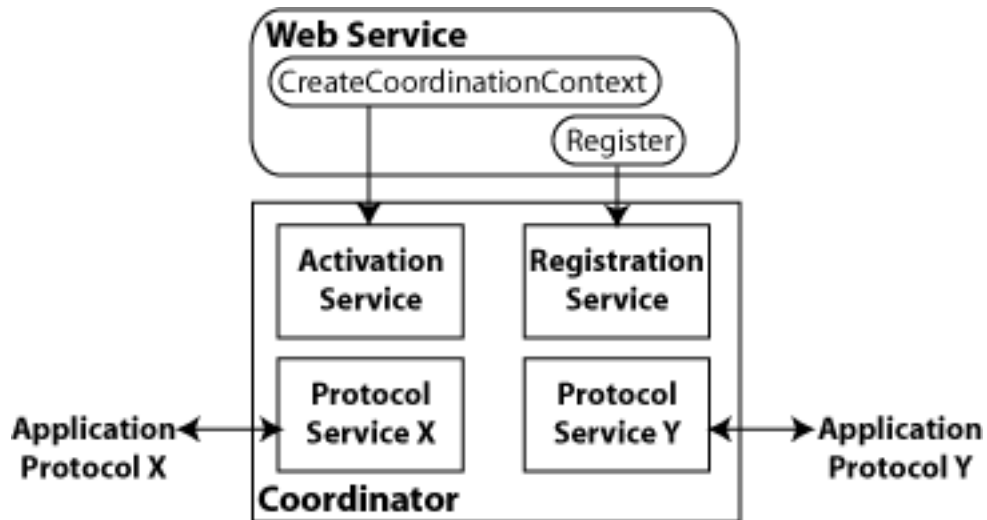 Web Service
CreateCoordinationContext
Register
Activation
Service
Registration
Service
Protocol
Service X
Protocol
Service Y
Application
Protocol X
Application
Protocol Y
Coordinator